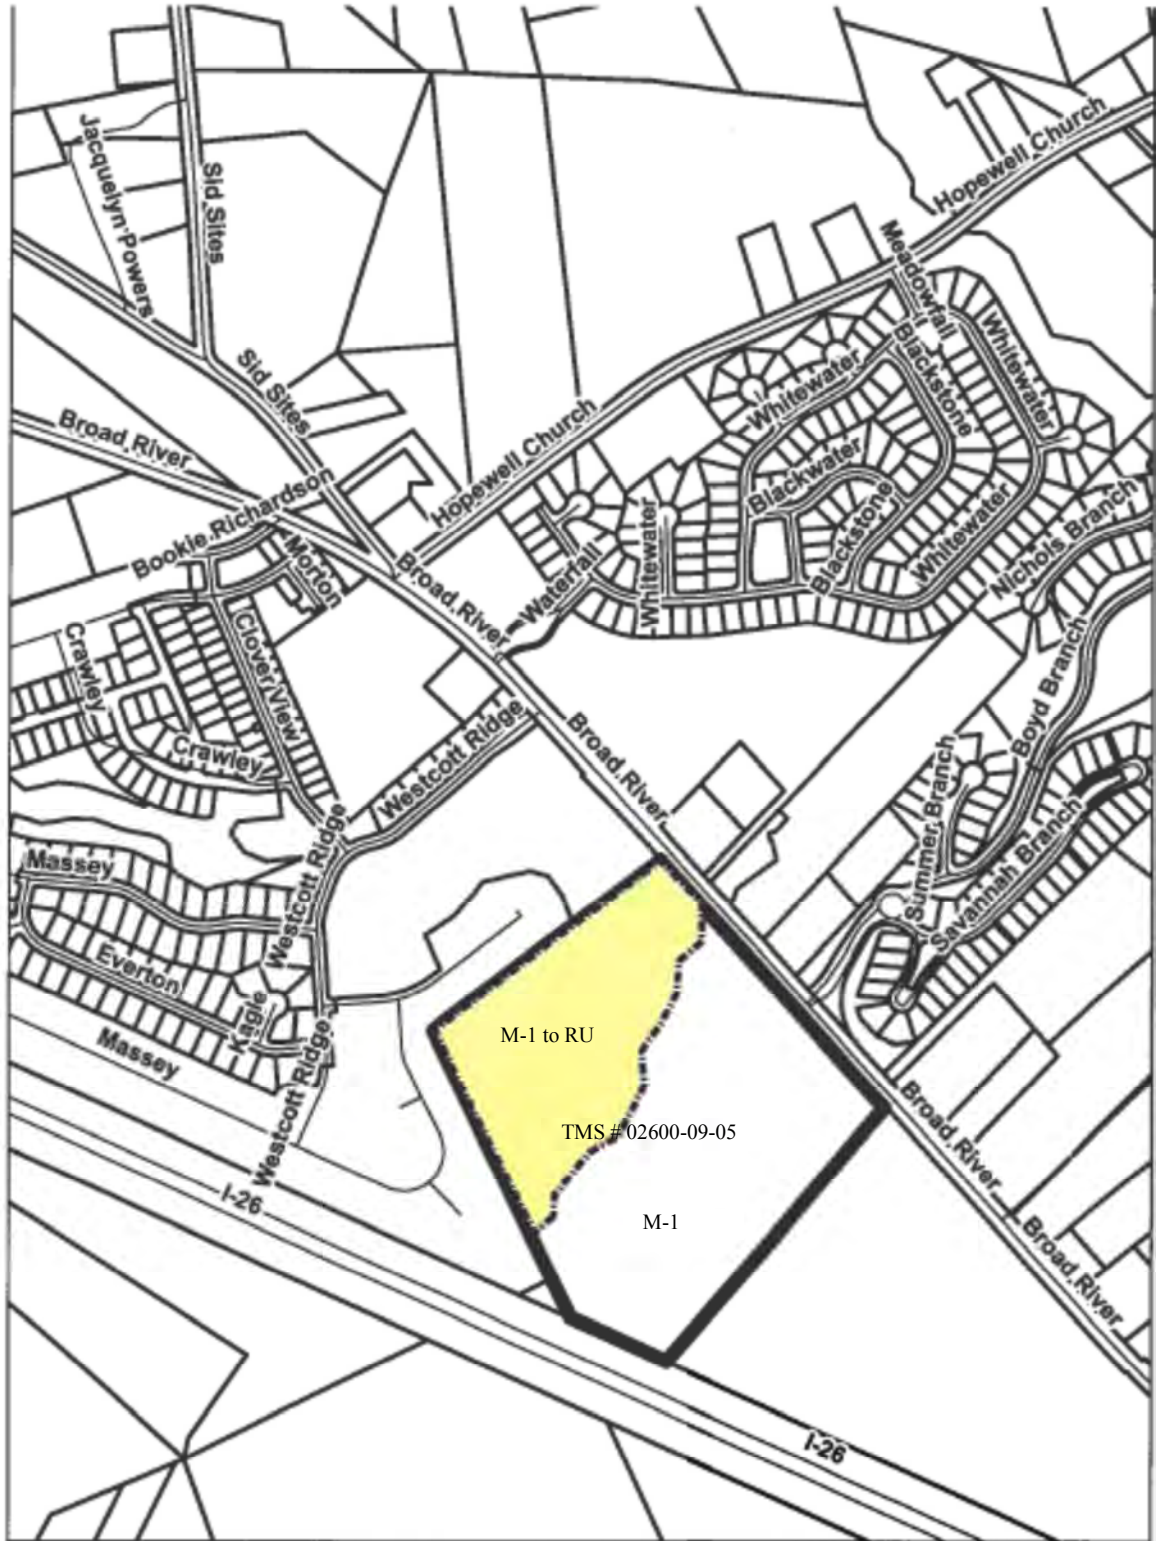 Jacquelyn Powers
Sid Sites
Hopewell Church
Meadowfall
Whitewater
Sid Sites
Whitewater
Blackstone
Broad River
Hopewell Church
Blackwater
Bookie Richardson
Blackstone
Whitewater
Whitewater
Nichols Branch
Morton
Broad River
Waterfall
Crawley
Clover View
Boyd Branch
Crawley
Westcott Ridge
Broad River
Summer Branch
Savannah Branch
Massey
Westcott Ridge
Everton
Kagle
Massey
Westcott Ridge
M-1 to RU
TMS # 02600-09-05
Broad River
I-26
M-1
Broad River
I-26